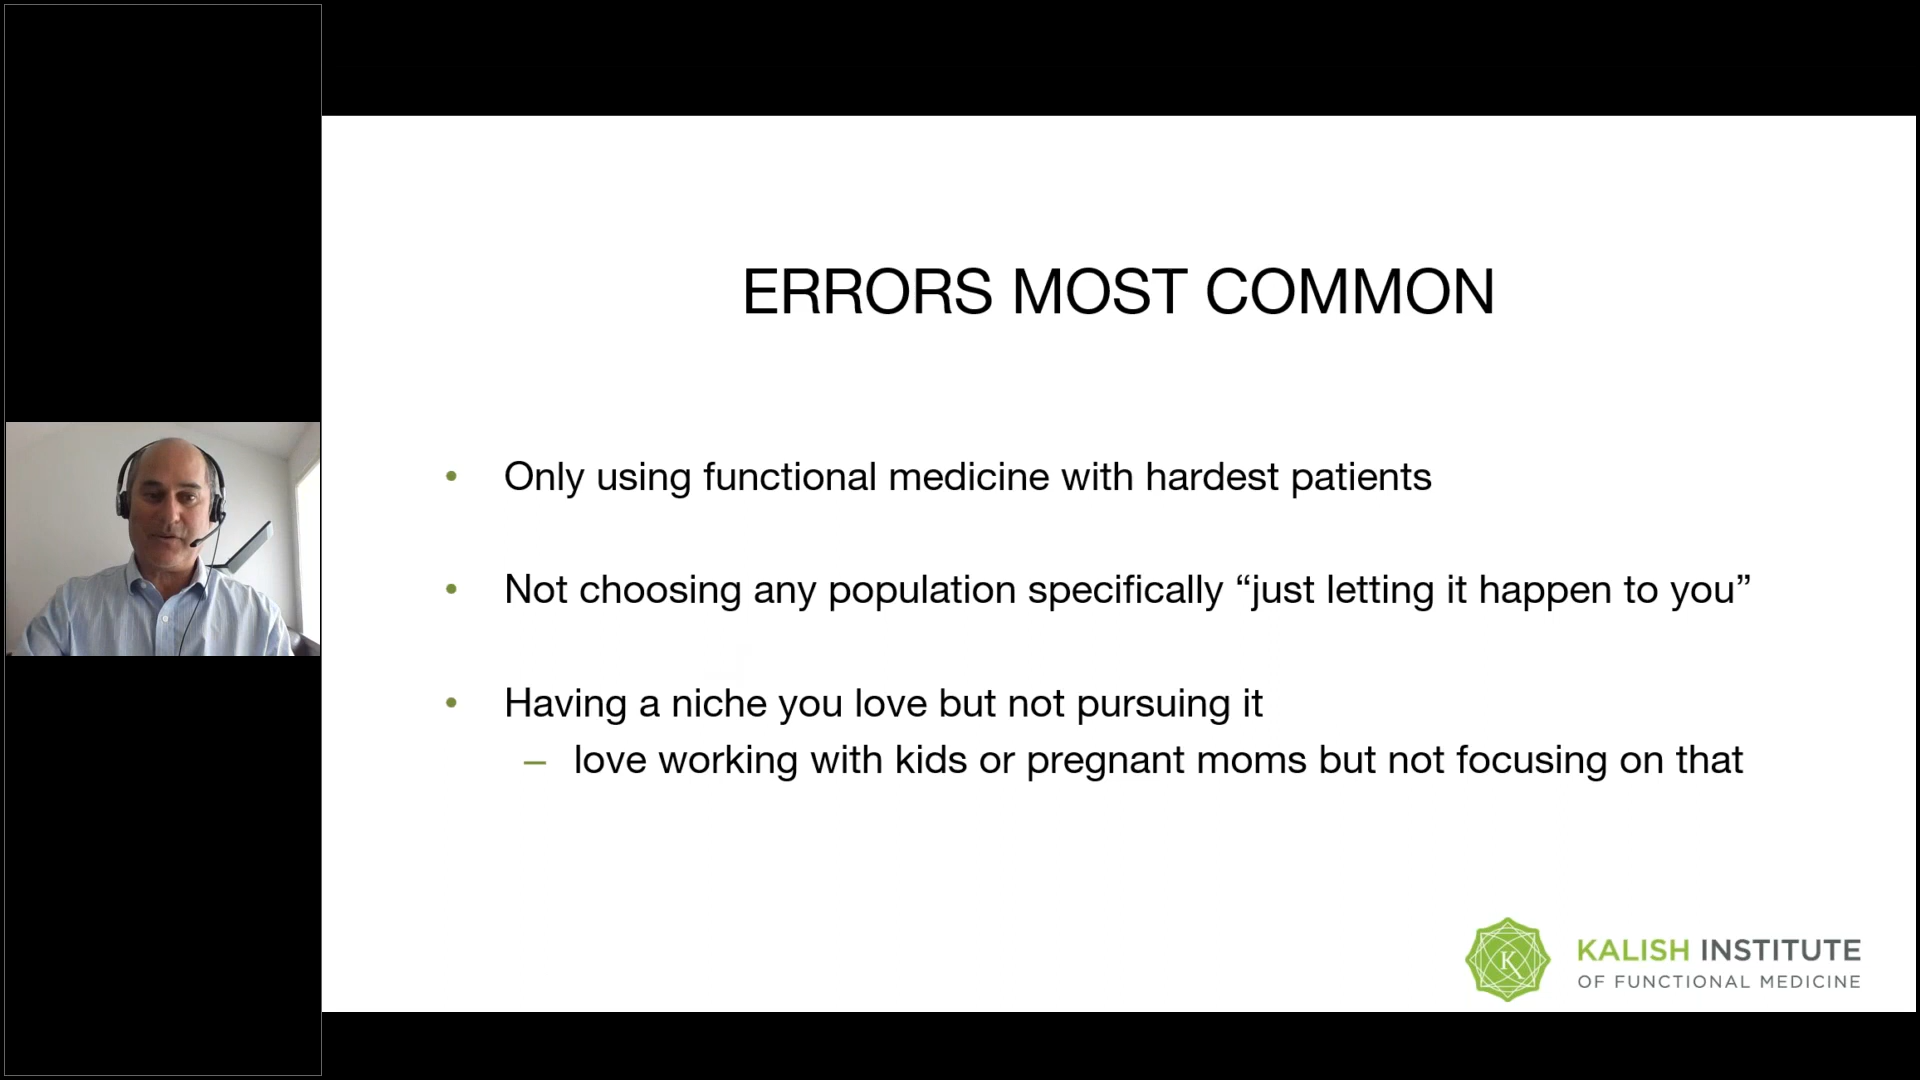 ERRORS MOST COMMON
• Only using functional medicine with hardest patients
• Not choosing any population specifically “just letting it happen to you”
• Having a niche you love but not pursuing it
– love working with kids or pregnant moms but not focusing on that
K
KALISH INSTITUTE
OF FUNCTIONAL MEDICINE